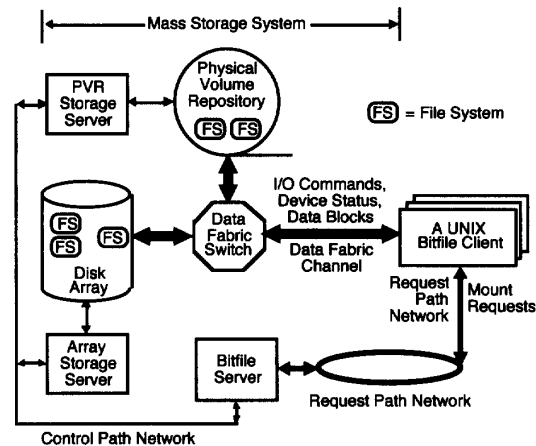 Mass Storage System
PVR
Storage
Server
Physical
Volume
Repository
FS FS
FS = File System
I/O Commands,
Device Status,
Data Blocks
Data Fabric
Channel
FS
FS
FS
Disk
Array
Data
Fabric
Switch
A UNIX
Bitfile Client
Request
Path
Network
Mount
Requests
Array
Storage
Server
Bitfile
Server
Request Path Network
Control Path Network